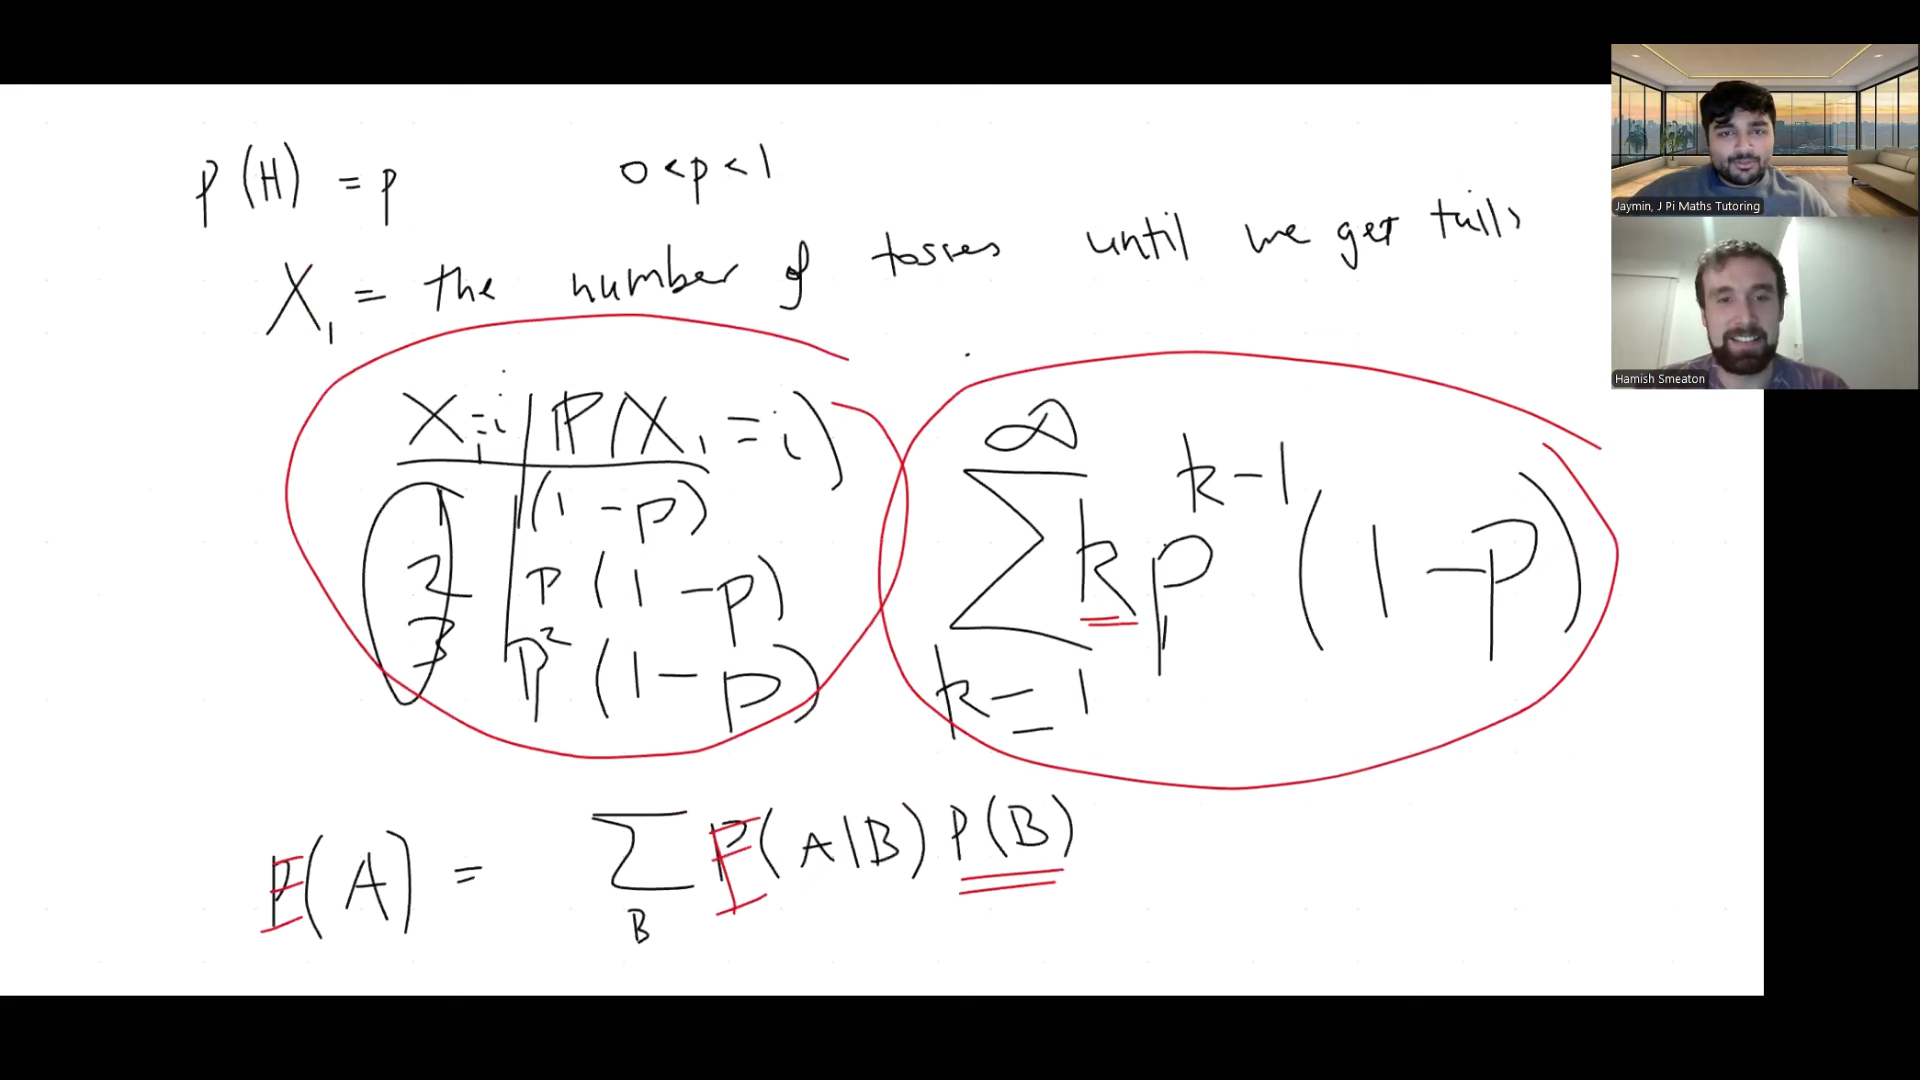 P(H) = p 0 < p < 1
X₁ = the number of tosses until we get tails
X₁ = i | ℙ(X₁ = i)
1 | (1 - p)
2 | p(1 - p)
3 | p²(1 - p)
∞
∑ k p^(k-1) (1 - p)
k = 1
E(A) = ∑ E(A|B) P(B)
B
Jaymin, J Pi Maths Tutoring
Hamish Smeaton